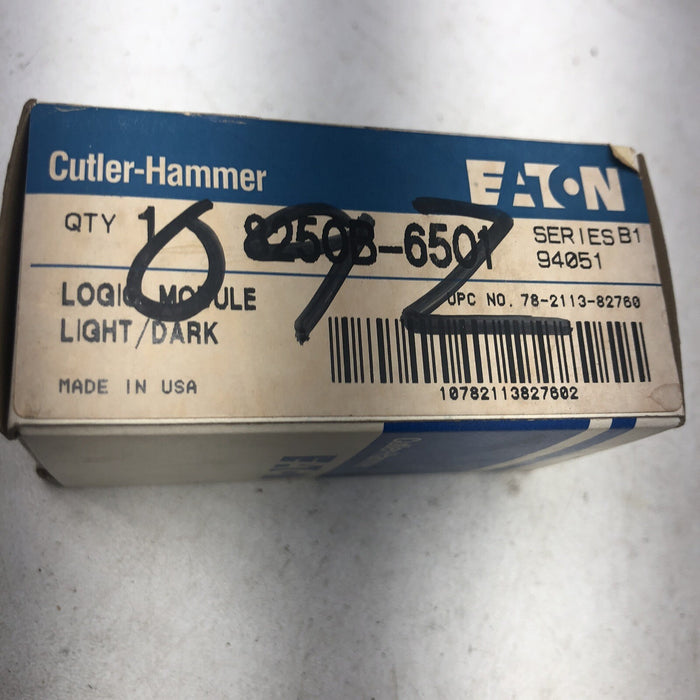 Cutler-Hammer
EATON
QTY 1
8250B-6501
SERIES B1
94051
692
LOGIC MODULE
LIGHT/DARK
UPC NO. 78-2113-82760
MADE IN USA
10782113827602